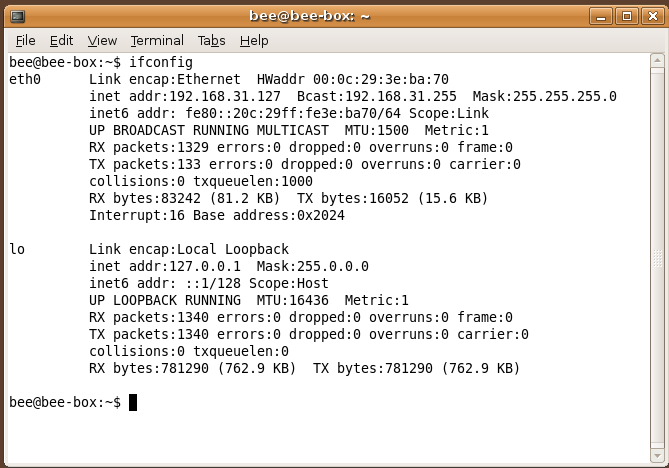 bee@bee-box: ~
File Edit View Terminal Tabs Help
bee@bee-box:~$ ifconfig
eth0      Link encap:Ethernet  HWaddr 00:0c:29:3e:ba:70
          inet addr:192.168.31.127  Bcast:192.168.31.255  Mask:255.255.255.0
          inet6 addr: fe80::20c:29ff:fe3e:ba70/64 Scope:Link
          UP BROADCAST RUNNING MULTICAST  MTU:1500  Metric:1
          RX packets:1329 errors:0 dropped:0 overruns:0 frame:0
          TX packets:133 errors:0 dropped:0 overruns:0 carrier:0
          collisions:0 txqueuelen:1000
          RX bytes:83242 (81.2 KB)  TX bytes:16052 (15.6 KB)
          Interrupt:16 Base address:0x2024
lo        Link encap:Local Loopback
          inet addr:127.0.0.1  Mask:255.0.0.0
          inet6 addr: ::1/128 Scope:Host
          UP LOOPBACK RUNNING  MTU:16436  Metric:1
          RX packets:1340 errors:0 dropped:0 overruns:0 frame:0
          TX packets:1340 errors:0 dropped:0 overruns:0 carrier:0
          collisions:0 txqueuelen:0
          RX bytes:781290 (762.9 KB)  TX bytes:781290 (762.9 KB)
bee@bee-box:~$